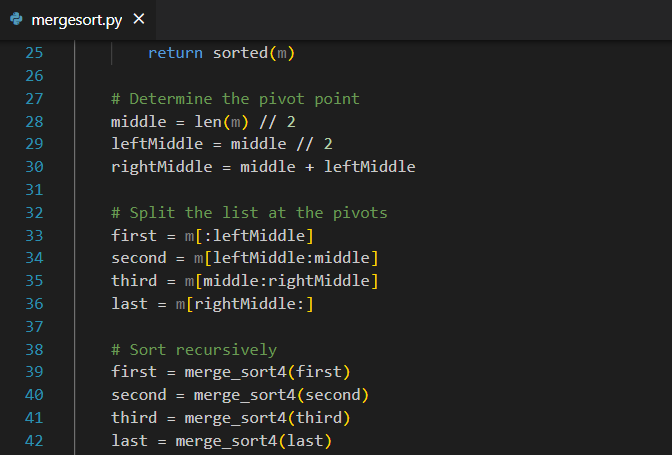 mergesort.py
25 return sorted(m)
26
27 # Determine the pivot point
28 middle = len(m) // 2
29 leftMiddle = middle // 2
30 rightMiddle = middle + leftMiddle
31
32 # Split the list at the pivots
33 first = m[:leftMiddle]
34 second = m[leftMiddle:middle]
35 third = m[middle:rightMiddle]
36 last = m[rightMiddle:]
37
38 # Sort recursively
39 first = merge_sort4(first)
40 second = merge_sort4(second)
41 third = merge_sort4(third)
42 last = merge_sort4(last)